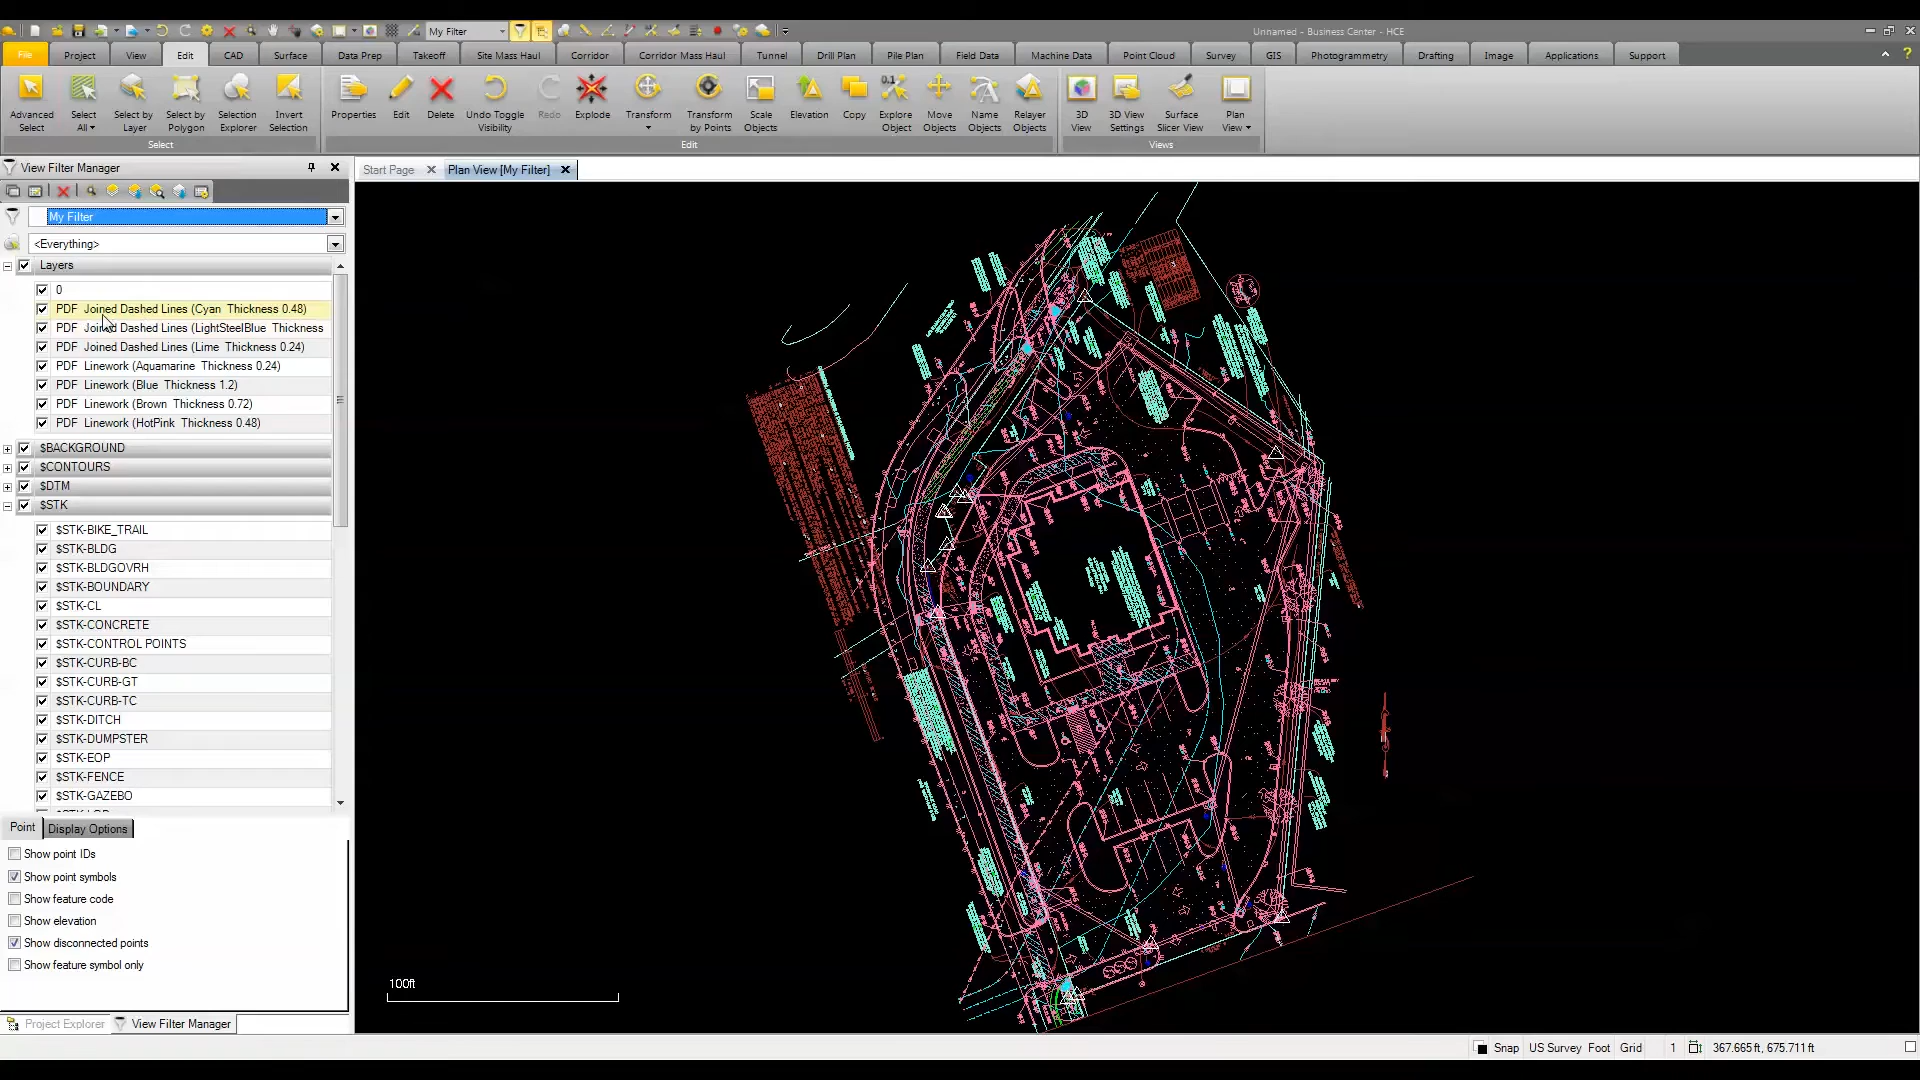 My Filter
Unnamed - Business Center - HCE
File Project View Edit CAD Surface Data Prep Takeoff Site Mass Haul Corridor Corridor Mass Haul Tunnel Drill Plan Pile Plan Field Data Machine Data Point Cloud Survey GIS Photogrammetry Drafting Image Applications Support
Advanced Select
Select All
Select by Layer
Select by Polygon
Selection Explorer
Invert Selection
Properties
Edit
Delete
Undo Toggle Visibility
Redo
Explode
Transform
Transform by Points
Scale Objects
Elevation
Copy
Explore Object
Move Objects
Name Objects
Relayer Objects
3D View
3D View Settings
Surface Slicer View
Plan View
Select Edit Views
View Filter Manager
Start Page Plan View [My Filter]
My Filter
<Everything>
Layers
0
PDF Joined Dashed Lines (Cyan Thickness 0.48)
PDF Joined Dashed Lines (LightSteelBlue Thickness
PDF Joined Dashed Lines (Lime Thickness 0.24)
PDF Linework (Aquamarine Thickness 0.24)
PDF Linework (Blue Thickness 1.2)
PDF Linework (Brown Thickness 0.72)
PDF Linework (HotPink Thickness 0.48)
$BACKGROUND
$CONTOURS
$DTM
$STK
$STK-BIKE_TRAIL
$STK-BLDG
$STK-BLDGOVRH
$STK-BOUNDARY
$STK-CL
$STK-CONCRETE
$STK-CONTROL POINTS
$STK-CURB-BC
$STK-CURB-GT
$STK-CURB-TC
$STK-DITCH
$STK-DUMPSTER
$STK-EOP
$STK-FENCE
$STK-GAZEBO
Point Display Options
Show point IDs
Show point symbols
Show feature code
Show elevation
Show disconnected points
Show feature symbol only
100ft
Project Explorer View Filter Manager
Snap US Survey Foot Grid 1 367.665 ft, 675.711 ft